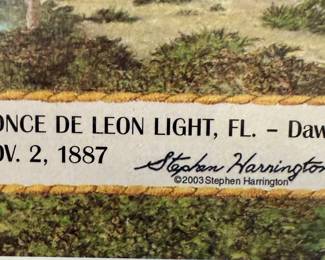 ONCE DE LEON LIGHT, FL. – Daw
OV. 2, 1887
Stephen Harrington
©2003 Stephen Harrington